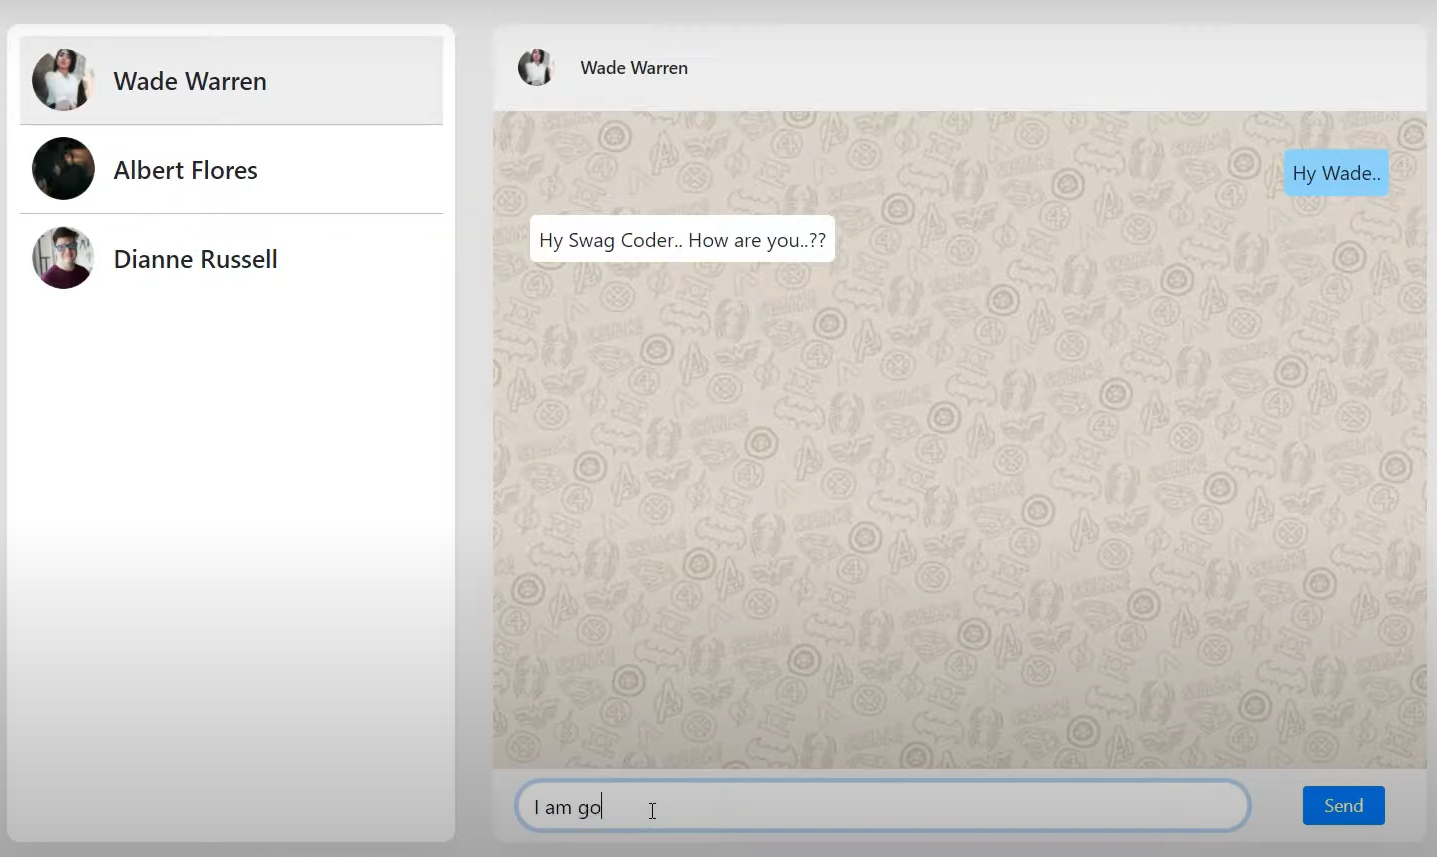 Wade Warren
Albert Flores
Dianne Russell
Wade Warren
Hy Wade..
Hy Swag Coder.. How are you..??
I am go
Send